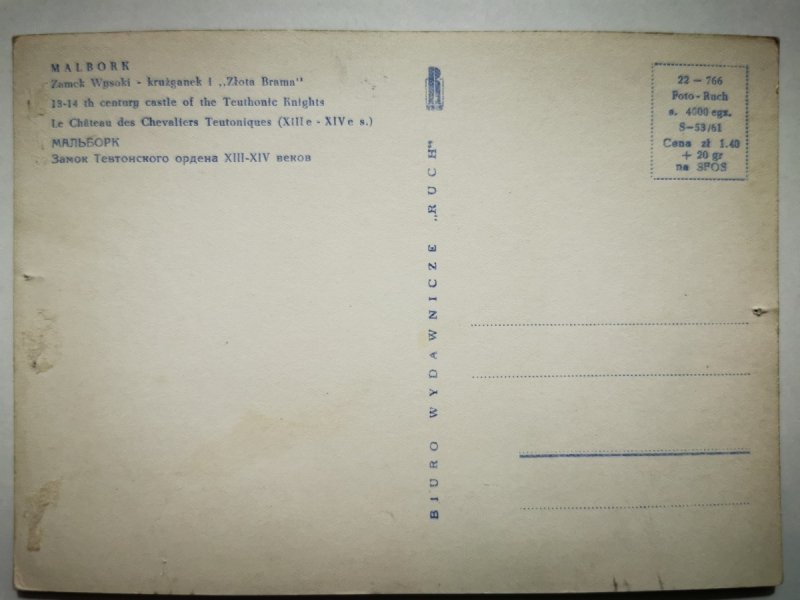 MALBORK
Zamek Wysoki - krużganek i „Złota Brama”
13-14 th century castle of the Teuthonic Knights
Le Château des Chevaliers Teutoniques (XIIIe - XIVe s.)
МАЛЬБОРК
Замок Тевтонского ордена XIII-XIV веков
BIURO WYDAWNICZE „RUCH”
22 - 766
Foto - Ruch
n. 4000 egz.
S-53/61
Cena zł 1.40
+ 20 gr
na SFOS